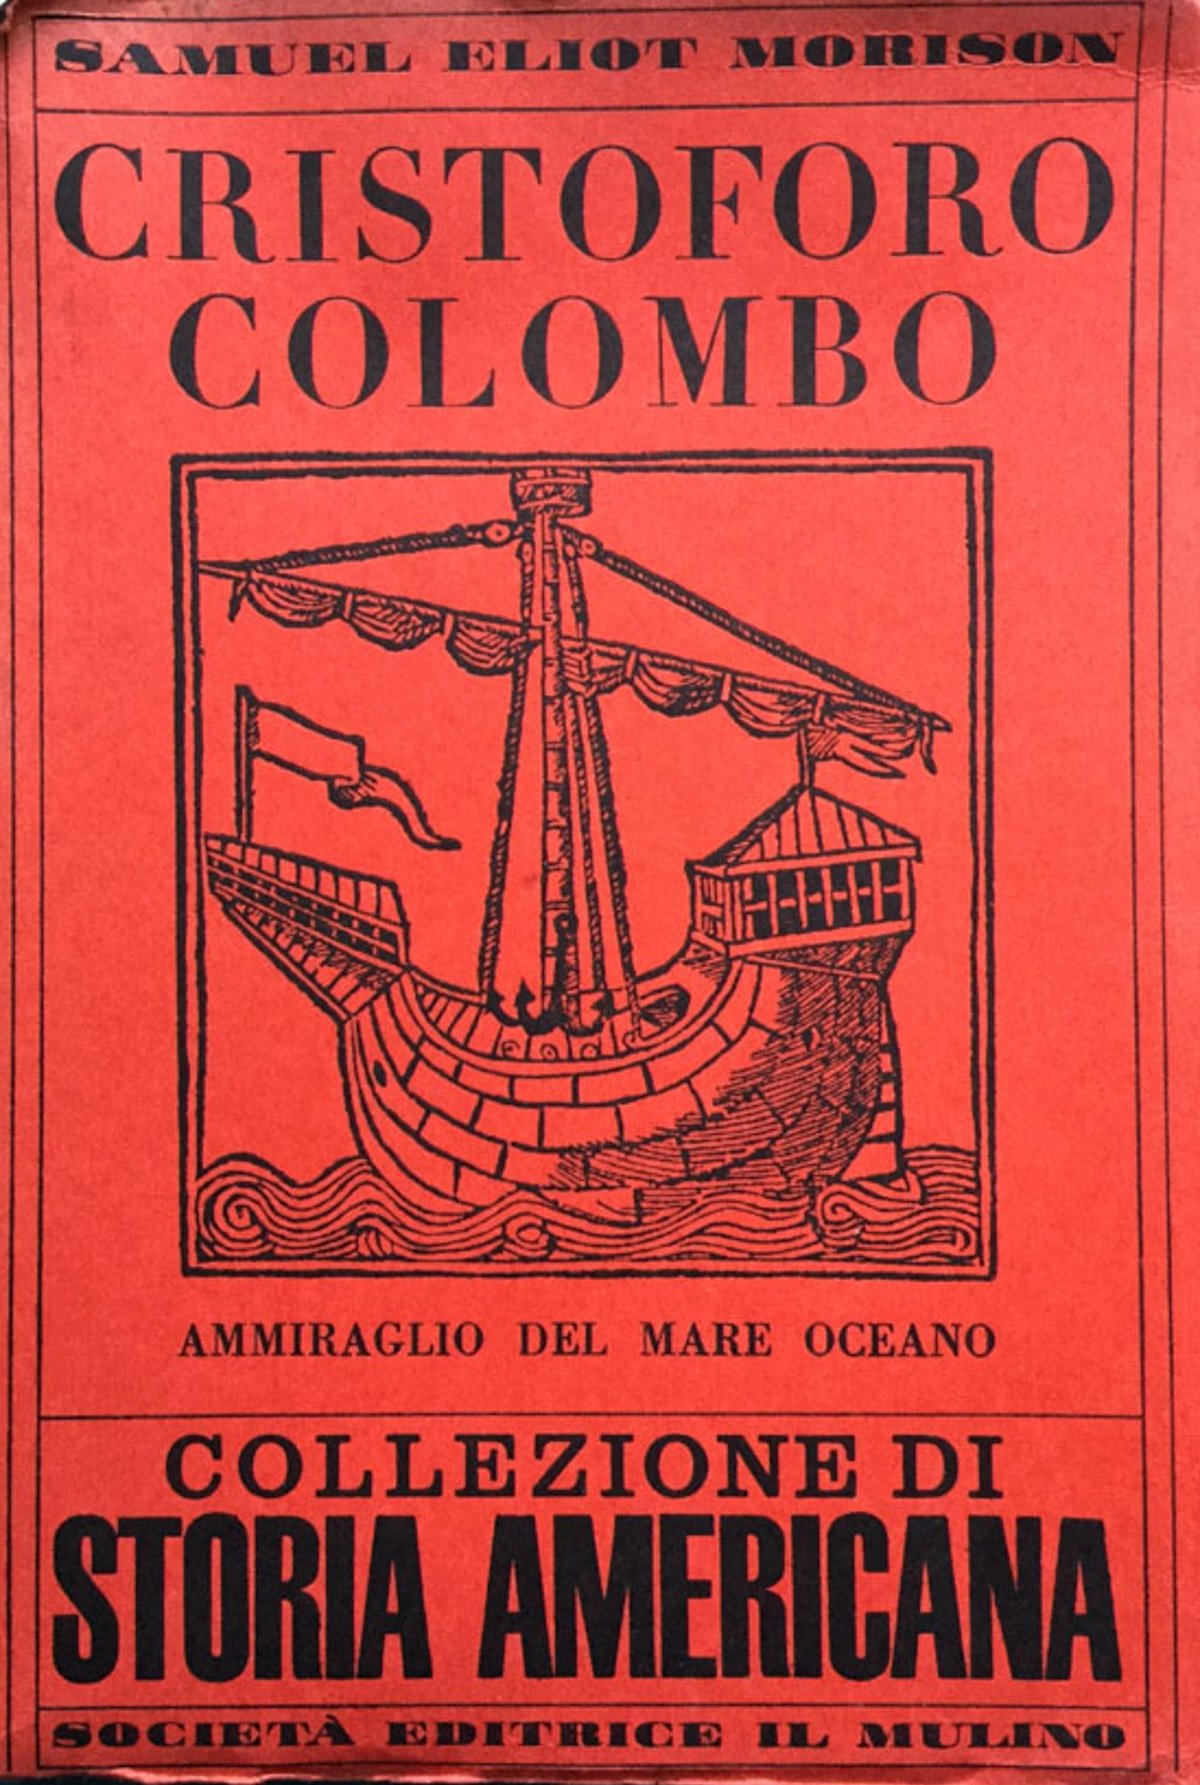 SAMUEL ELIOT MORISON
CRISTOFORO
COLOMBO
AMMIRAGLIO DEL MARE OCEANO
COLLEZIONE DI
STORIA AMERICANA
SOCIETÀ EDITRICE IL MULINO